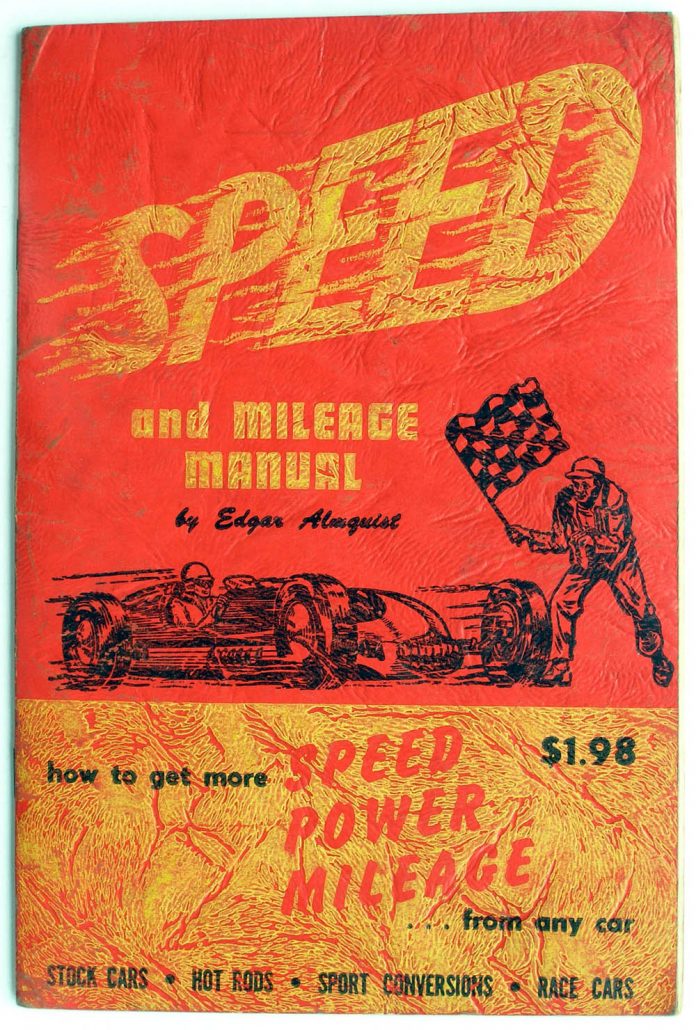 SPEED
and MILEAGE
MANUAL
by Edgar Almquist
how to get more
SPEED
POWER
MILEAGE
$1.98
. . . from any car
STOCK CARS • HOT RODS • SPORT CONVERSIONS • RACE CARS